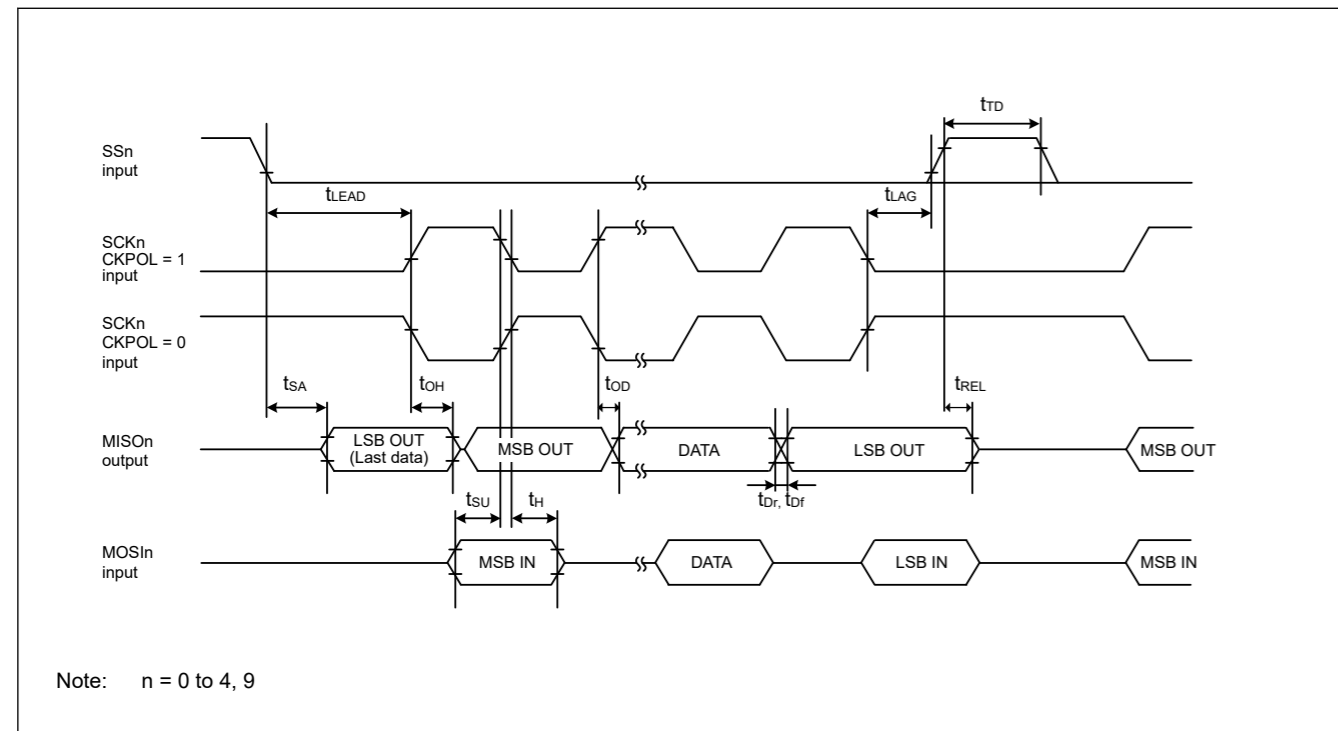 tTD
SSn
input
tLEAD
tLAG
SCKn
CKPOL = 1
input
SCKn
CKPOL = 0
input
tSA
tOH
tOD
tREL
MISOn
output
LSB OUT
(Last data)
MSB OUT
DATA
LSB OUT
MSB OUT
tSU
tH
tDr, tDf
MOSIn
input
MSB IN
DATA
LSB IN
MSB IN
Note: n = 0 to 4, 9